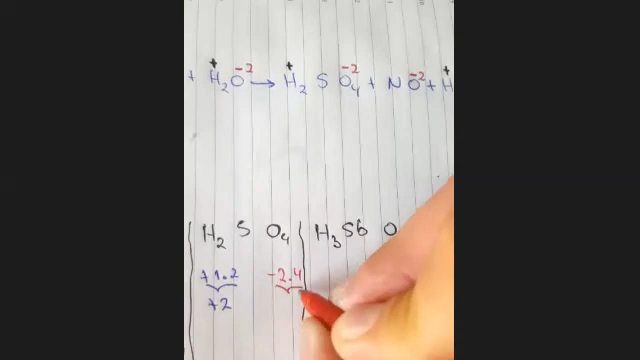 + + -2 + -2 -2 +
+ H₂O → H₂ S O₄ + N O + H
H₂ S O₄ H₃ Sb O
+1.2 -2.4
+2